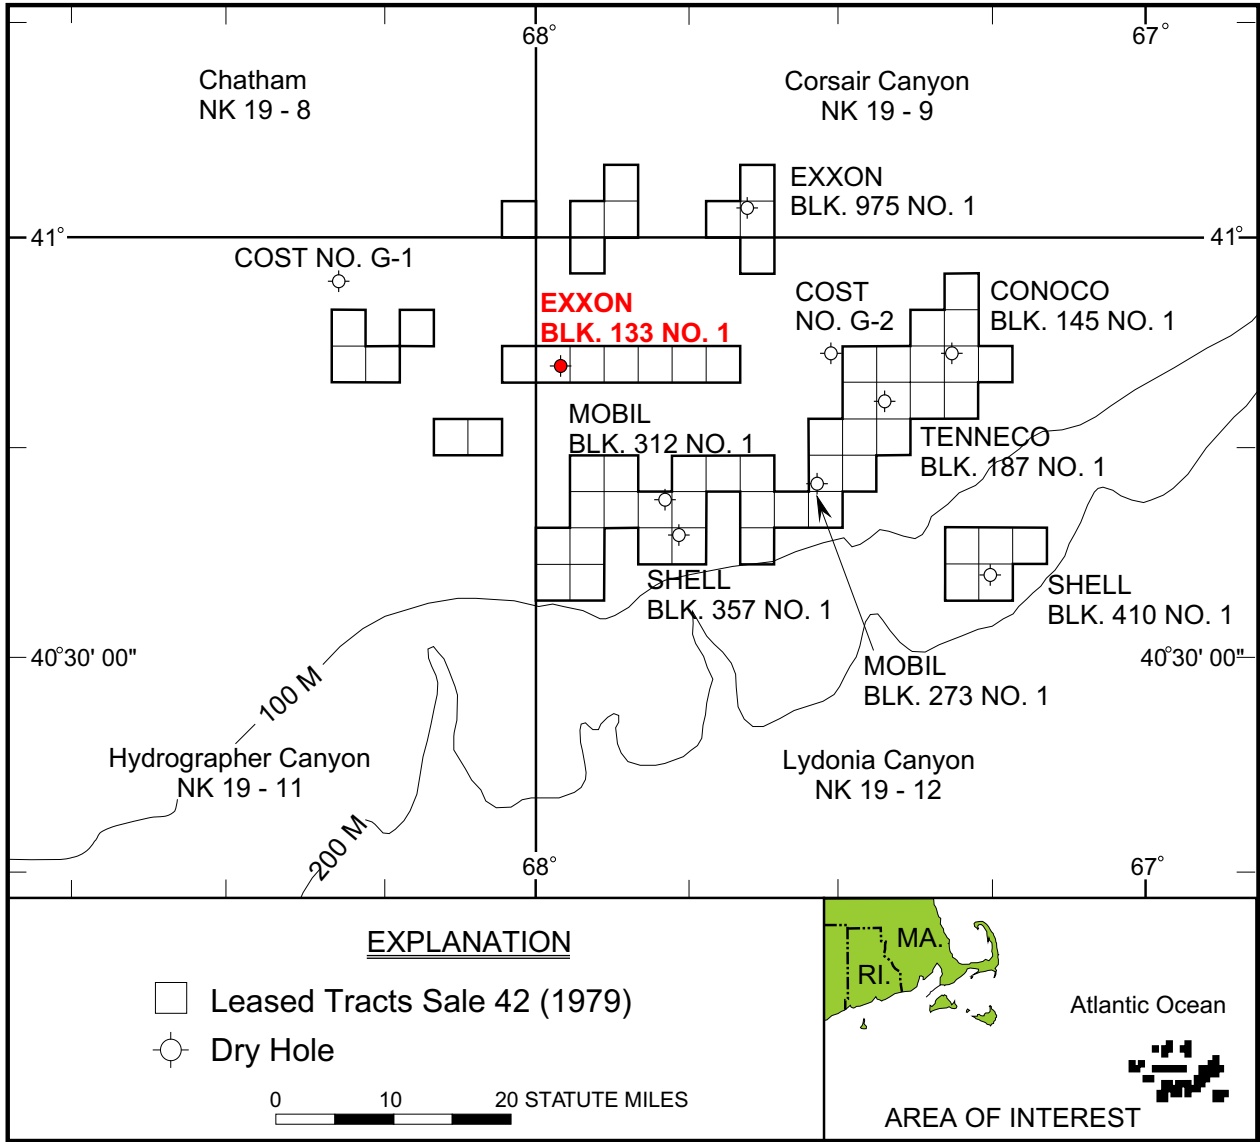 68°
67°
Chatham
NK 19 - 8
Corsair Canyon
NK 19 - 9
EXXON
BLK. 975 NO. 1
41°
41°
COST NO. G-1
EXXON
BLK. 133 NO. 1
COST
NO. G-2
CONOCO
BLK. 145 NO. 1
MOBIL
BLK. 312 NO. 1
TENNECO
BLK. 187 NO. 1
SHELL
BLK. 357 NO. 1
SHELL
BLK. 410 NO. 1
40°30' 00"
40°30' 00"
MOBIL
BLK. 273 NO. 1
100 M
Hydrographer Canyon
NK 19 - 11
Lydonia Canyon
NK 19 - 12
200 M
68°
67°
EXPLANATION
Leased Tracts Sale 42 (1979)
Dry Hole
0 10 20 STATUTE MILES
MA.
RI.
Atlantic Ocean
AREA OF INTEREST